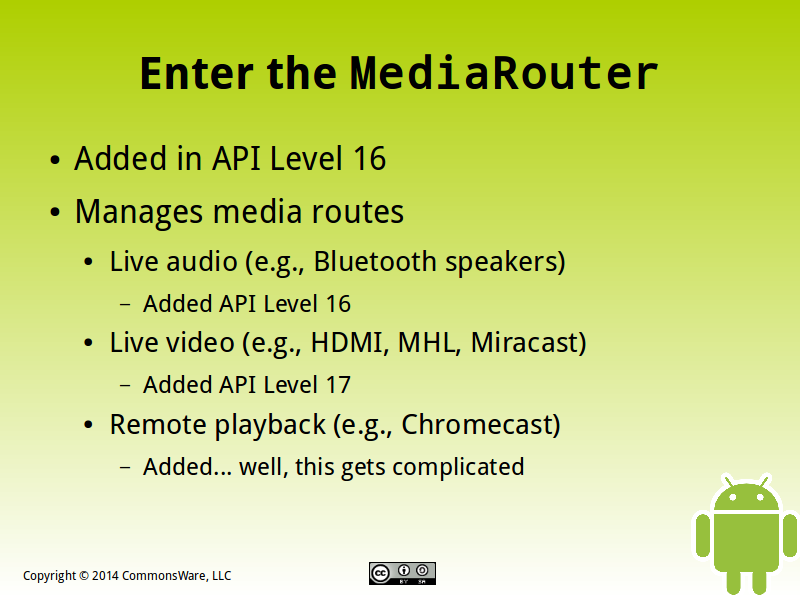 Enter the MediaRouter
• Added in API Level 16
• Manages media routes
• Live audio (e.g., Bluetooth speakers)
– Added API Level 16
• Live video (e.g., HDMI, MHL, Miracast)
– Added API Level 17
• Remote playback (e.g., Chromecast)
– Added... well, this gets complicated
Copyright © 2014 CommonsWare, LLC
cc BY SA